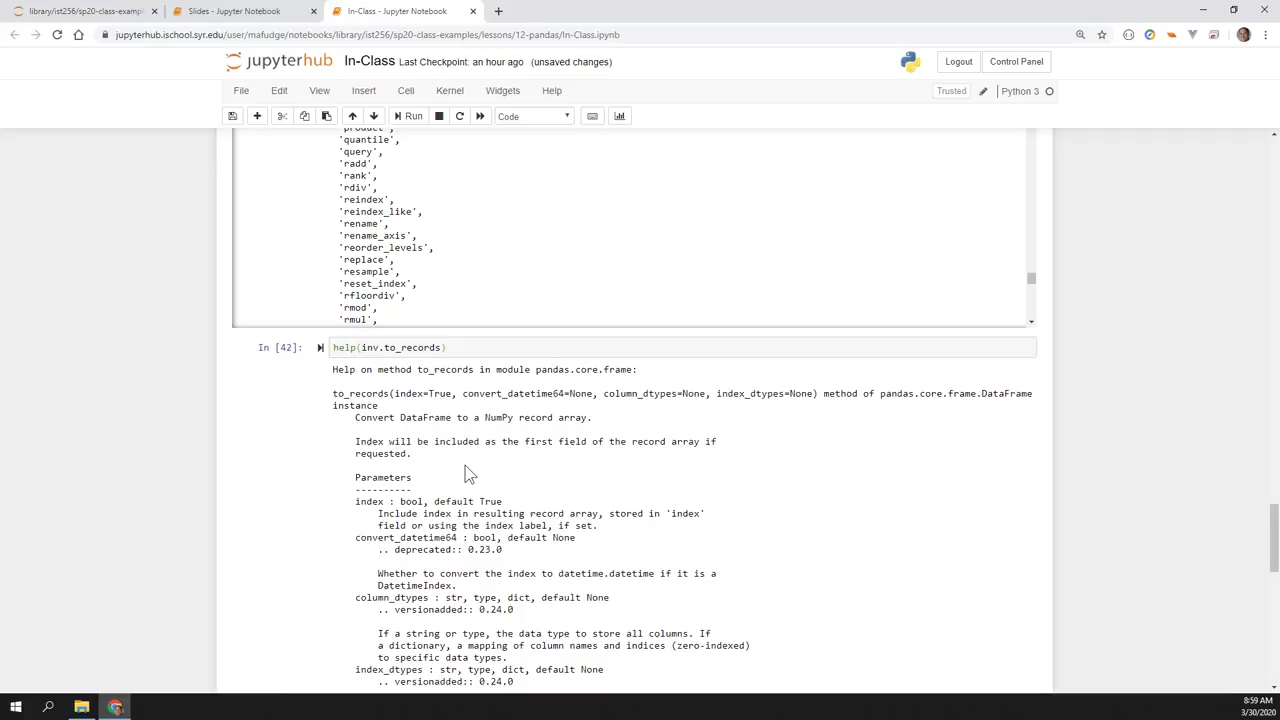 library/ist256/sp20-class-examp
Slides - Jupyter Notebook
In-Class - Jupyter Notebook
jupyterhub.ischool.syr.edu/user/mafudge/notebooks/library/ist256/sp20-class-examples/lessons/12-pandas/In-Class.ipynb
jupyterhub In-Class Last Checkpoint: an hour ago (unsaved changes)
Logout Control Panel
File Edit View Insert Cell Kernel Widgets Help
Trusted Python 3
Run Code
'product',
'quantile',
'query',
'radd',
'rank',
'rdiv',
'reindex',
'reindex_like',
'rename',
'rename_axis',
'reorder_levels',
'replace',
'resample',
'reset_index',
'rfloordiv',
'rmod',
'rmul',
In [42]: help(inv.to_records)
Help on method to_records in module pandas.core.frame:
to_records(index=True, convert_datetime64=None, column_dtypes=None, index_dtypes=None) method of pandas.core.frame.DataFrame
instance
Convert DataFrame to a NumPy record array.
Index will be included as the first field of the record array if
requested.
Parameters
----------
index : bool, default True
Include index in resulting record array, stored in 'index'
field or using the index label, if set.
convert_datetime64 : bool, default None
.. deprecated:: 0.23.0
Whether to convert the index to datetime.datetime if it is a
DatetimeIndex.
column_dtypes : str, type, dict, default None
.. versionadded:: 0.24.0
If a string or type, the data type to store all columns. If
a dictionary, a mapping of column names and indices (zero-indexed)
to specific data types.
index_dtypes : str, type, dict, default None
.. versionadded:: 0.24.0
8:59 AM
3/30/2020